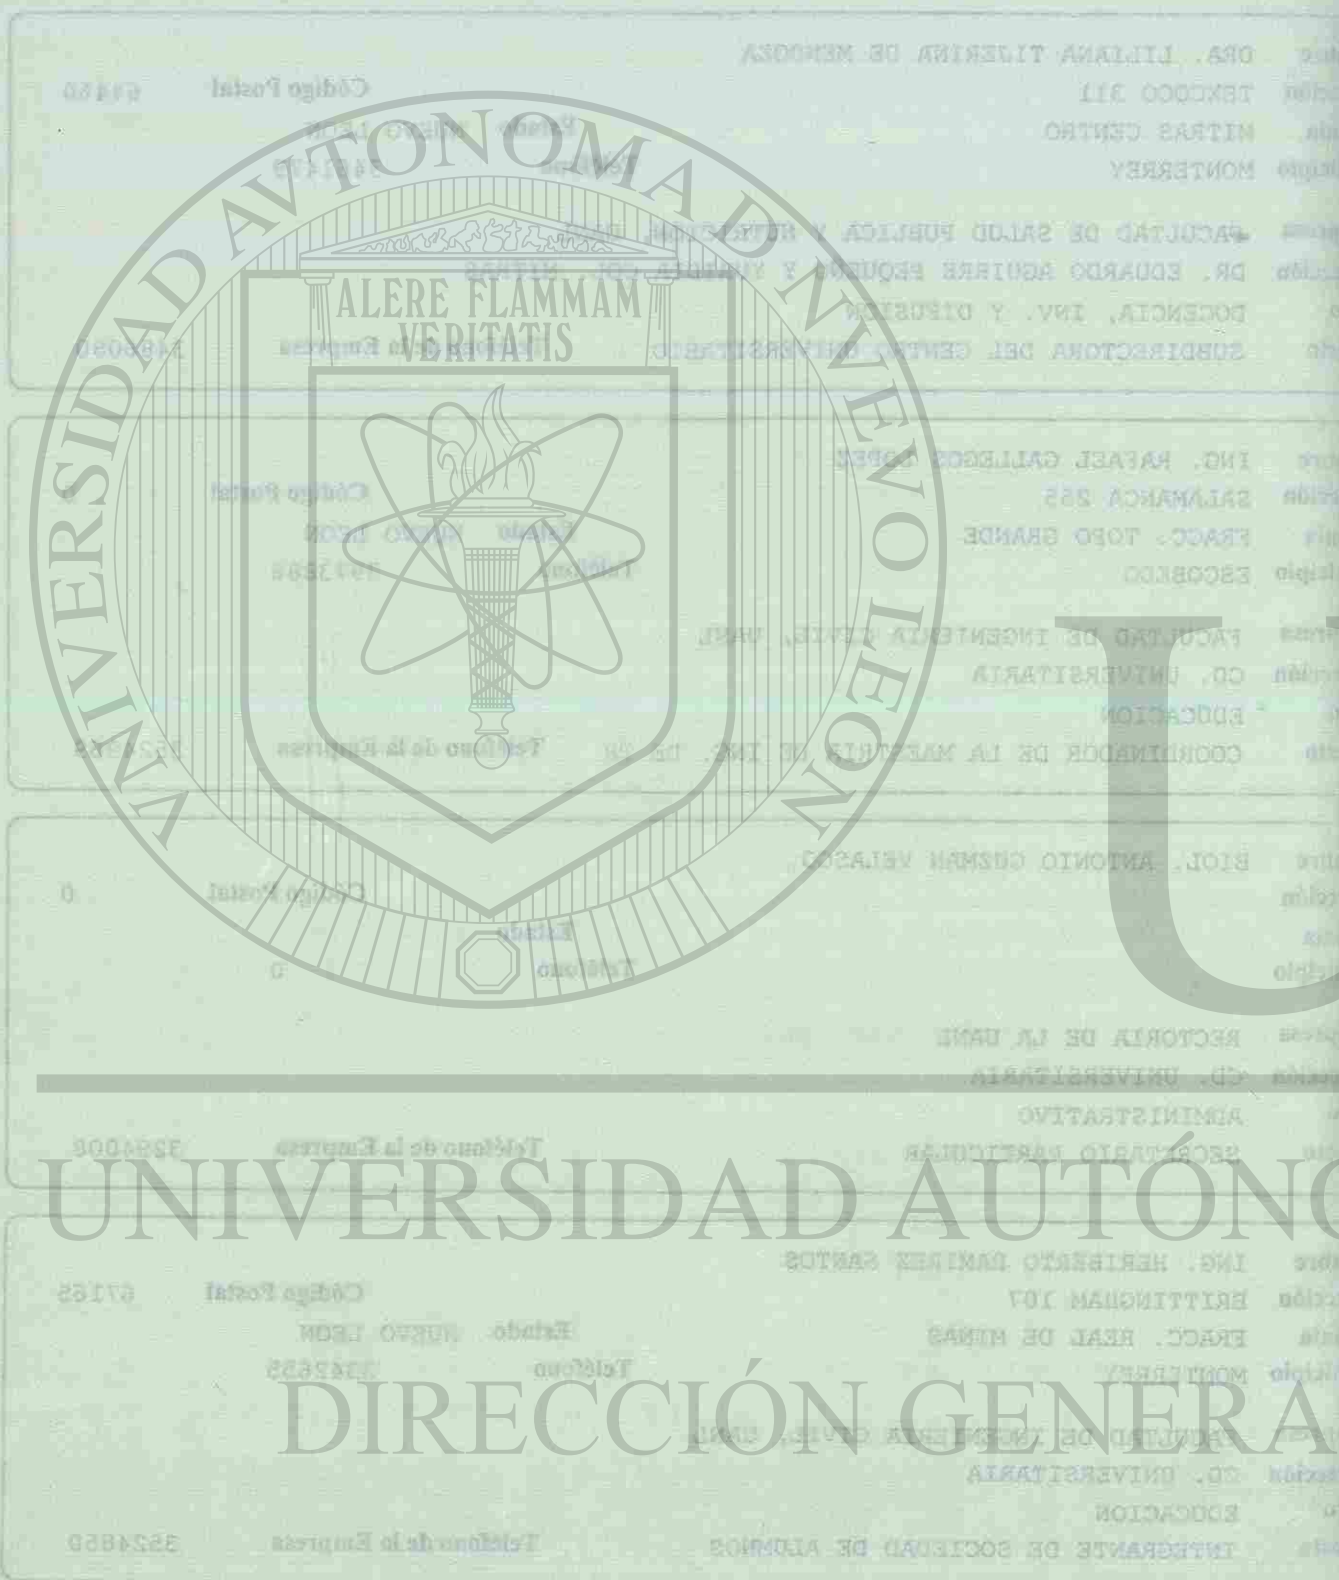 DRA. LILIANA TIJERINA DE MENDOZA
TEXCOCO 311 Código Postal 64460
MITRAS CENTRO Estado NUEVO LEON
MONTERREY Teléfono
FACULTAD DE SALUD PUBLICA Y NUTRICION, UANL
DR. EDUARDO AGUIRRE PEQUEÑO Y YURIRIA COL. MITRAS
DOCENCIA, INV. Y DIFUSION
SUBDIRECTORA DEL CENTRO UNIVERSITARIO Teléfono de la Empresa
ING. RAFAEL GALLEGOS LOPEZ
SALAMANCA 255 Código Postal 0
FRACC. TOPO GRANDE Estado NUEVO LEON
ESCOBEDO Teléfono
FACULTAD DE INGENIERIA CIVIL, UANL
CD. UNIVERSITARIA
EDUCACION
COORDINADOR DE LA MAESTRIA DE ING. DE Teléfono de la Empresa
BIOL. ANTONIO GUZMAN VELASCO
Código Postal 0
Estado
Teléfono 0
RECTORIA DE LA UANL
CD. UNIVERSITARIA
ADMINISTRATIVO
SECRETARIO PARTICULAR Teléfono de la Empresa 3294008
ING. HERIBERTO RAMIREZ SANTOS
BRITTINGHAM 107 Código Postal 67165
FRACC. REAL DE MINAS Estado NUEVO LEON
MONTERREY Teléfono
FACULTAD DE INGENIERIA CIVIL, UANL
CD. UNIVERSITARIA
EDUCACION
INTEGRANTE DE SOCIEDAD DE ALUMNOS Teléfono de la Empresa 3524850
VNIVERSIDAD AVTONOMA D NVEVO LEON
ALERE FLAMMAM
VERITATIS
U
UNIVERSIDAD AUTÓNO
DIRECCIÓN GENERA